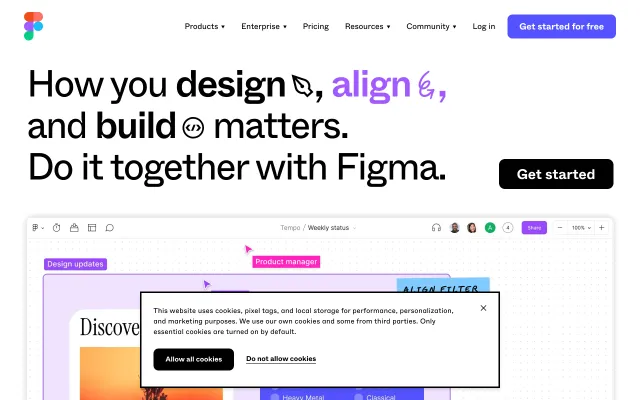 Products ▾ Enterprise ▾ Pricing Resources ▾ Community ▾ Log in Get started for free
How you design, align,
and build matters.
Do it together with Figma.
Get started
Tempo / Weekly status
A 4 Share 100%
Product manager
Design updates
ALIGN FILTER
Discove
This website uses cookies, pixel tags, and local storage for performance, personalization,
and marketing purposes. We use our own cookies and some from third parties. Only
essential cookies are turned on by default.
Allow all cookies Do not allow cookies
Heavy Metal Classical